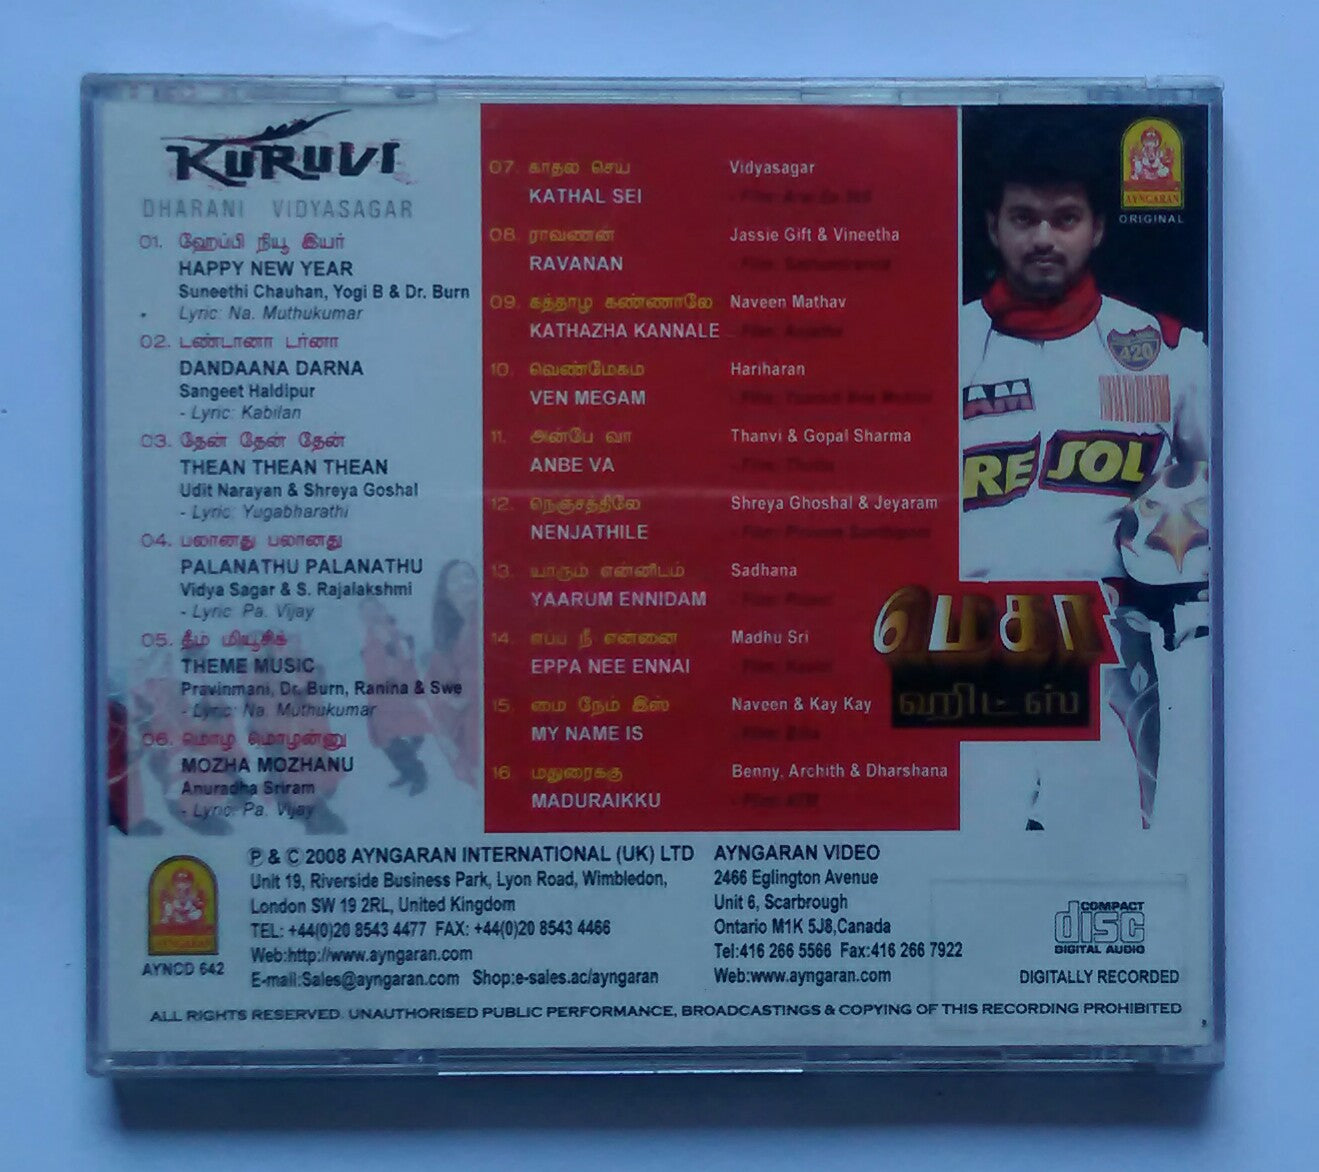 KURUVI
DHARANI VIDYASAGAR
01. ஹேப்பி நியூ இயர்
HAPPY NEW YEAR
Suneethi Chauhan, Yogi B & Dr. Burn
- Lyric: Na. Muthukumar
02. டண்டானா டர்னா
DANDAANA DARNA
Sangeet Haldipur
- Lyric: Kabilan
03. தேன் தேன் தேன்
THEAN THEAN THEAN
Udit Narayan & Shreya Goshal
- Lyric: Yugabharathi
04. பலானது பலானது
PALANATHU PALANATHU
Vidya Sagar & S. Rajalakshmi
- Lyric: Pa. Vijay
05. தீம் மியூசிக்
THEME MUSIC
Pravinmani, Dr. Burn, Ranina & Swe
- Lyric: Na. Muthukumar
06. மொழ மொழன்னு
MOZHA MOZHANU
Anuradha Sriram
- Lyric: Pa. Vijay
07. காதல் செய் Vidyasagar
KATHAL SEI
08. ராவணன் Jassie Gift & Vineetha
RAVANAN
09. கத்தாழ கண்ணாலே Naveen Mathav
KATHAZHA KANNALE
10. வெண்மேகம் Hariharan
VEN MEGAM
11. அன்பே வா Thanvi & Gopal Sharma
ANBE VA
12. நெஞ்சத்திலே Shreya Ghoshal & Jeyaram
NENJATHILE
13. யாரும் என்னிடம் Sadhana
YAARUM ENNIDAM
14. எப்ப நீ என்னை Madhu Sri
EPPA NEE ENNAI
15. மை நேம் இஸ் Naveen & Kay Kay
MY NAME IS
16 மதுரைக்கு Benny, Archith & Dharshana
MADURAIKKU
AYNGARAN
ORIGINAL
420
AM
RE SOL
மெகா
ஹிட்ஸ்
AYNGARAN
AYNCD 642
℗ & © 2008 AYNGARAN INTERNATIONAL (UK) LTD
Unit 19, Riverside Business Park, Lyon Road, Wimbledon,
London SW 19 2RL, United Kingdom
TEL: +44(0)20 8543 4477 FAX: +44(0)20 8543 4466
Web:http://www.ayngaran.com
E-mail:Sales@ayngaran.com Shop:e-sales.ac/ayngaran
AYNGARAN VIDEO
2466 Eglington Avenue
Unit 6, Scarbrough
Ontario M1K 5J8,Canada
Tel:416 266 5566 Fax:416 266 7922
Web:www.ayngaran.com
COMPACT
disc
DIGITAL AUDIO
DIGITALLY RECORDED
ALL RIGHTS RESERVED. UNAUTHORISED PUBLIC PERFORMANCE, BROADCASTINGS & COPYING OF THIS RECORDING PROHIBITED